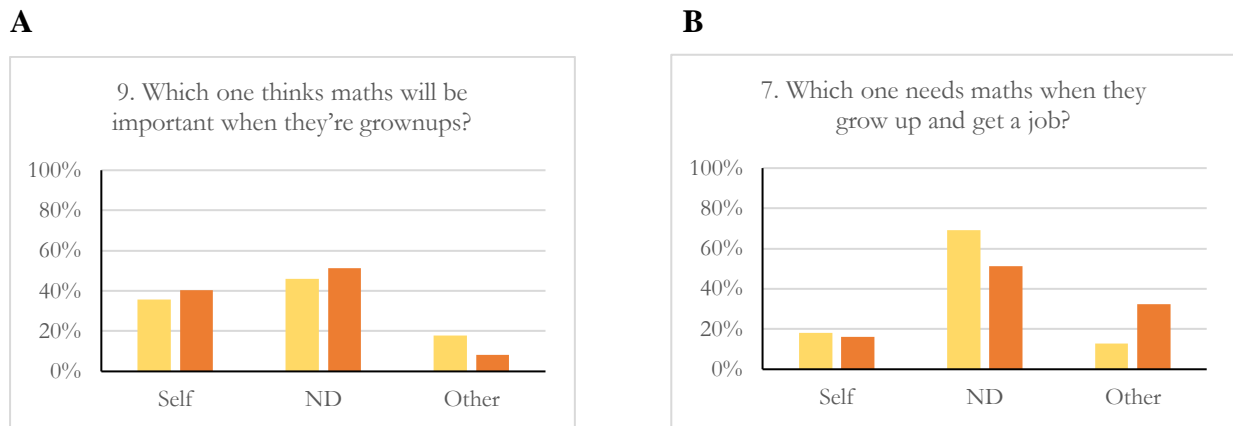 A
B
9. Which one thinks maths will be
important when they're grownups?
100%
80%
60%
40%
20%
0%
Self ND Other
7. Which one needs maths when they
grow up and get a job?
100%
80%
60%
40%
20%
0%
Self ND Other